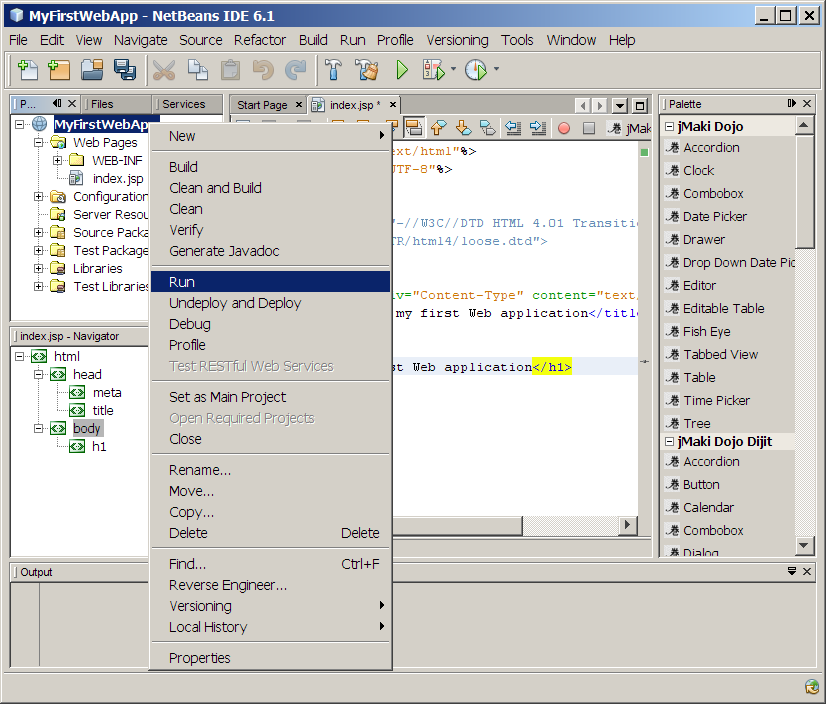 MyFirstWebApp - NetBeans IDE 6.1
File Edit View Navigate Source Refactor Build Run Profile Versioning Tools Window Help
P... Files Services
Start Page index.jsp *
Palette
jMak
MyFirstWebApp
Web Pages
WEB-INF
index.jsp
Configuration
Server Resou
Source Packa
Test Package
Libraries
Test Libraries
index.jsp - Navigator
html
head
meta
title
body
h1
New
Build
Clean and Build
Clean
Verify
Generate Javadoc
Run
Undeploy and Deploy
Debug
Profile
Test RESTful Web Services
Set as Main Project
Open Required Projects
Close
Rename...
Move...
Copy...
Delete Delete
Find... Ctrl+F
Reverse Engineer...
Versioning
Local History
Properties
ext/html"%>
UTF-8"%>
-//W3C//DTD HTML 4.01 Transiti
TR/html4/loose.dtd">
iv="Content-Type" content="text
my first Web application</title
st Web application</h1>
jMaki Dojo
Accordion
Clock
Combobox
Date Picker
Drawer
Drop Down Date Pic
Editor
Editable Table
Fish Eye
Tabbed View
Table
Time Picker
Tree
jMaki Dojo Dijit
Accordion
Button
Calendar
Combobox
Dialog
Output